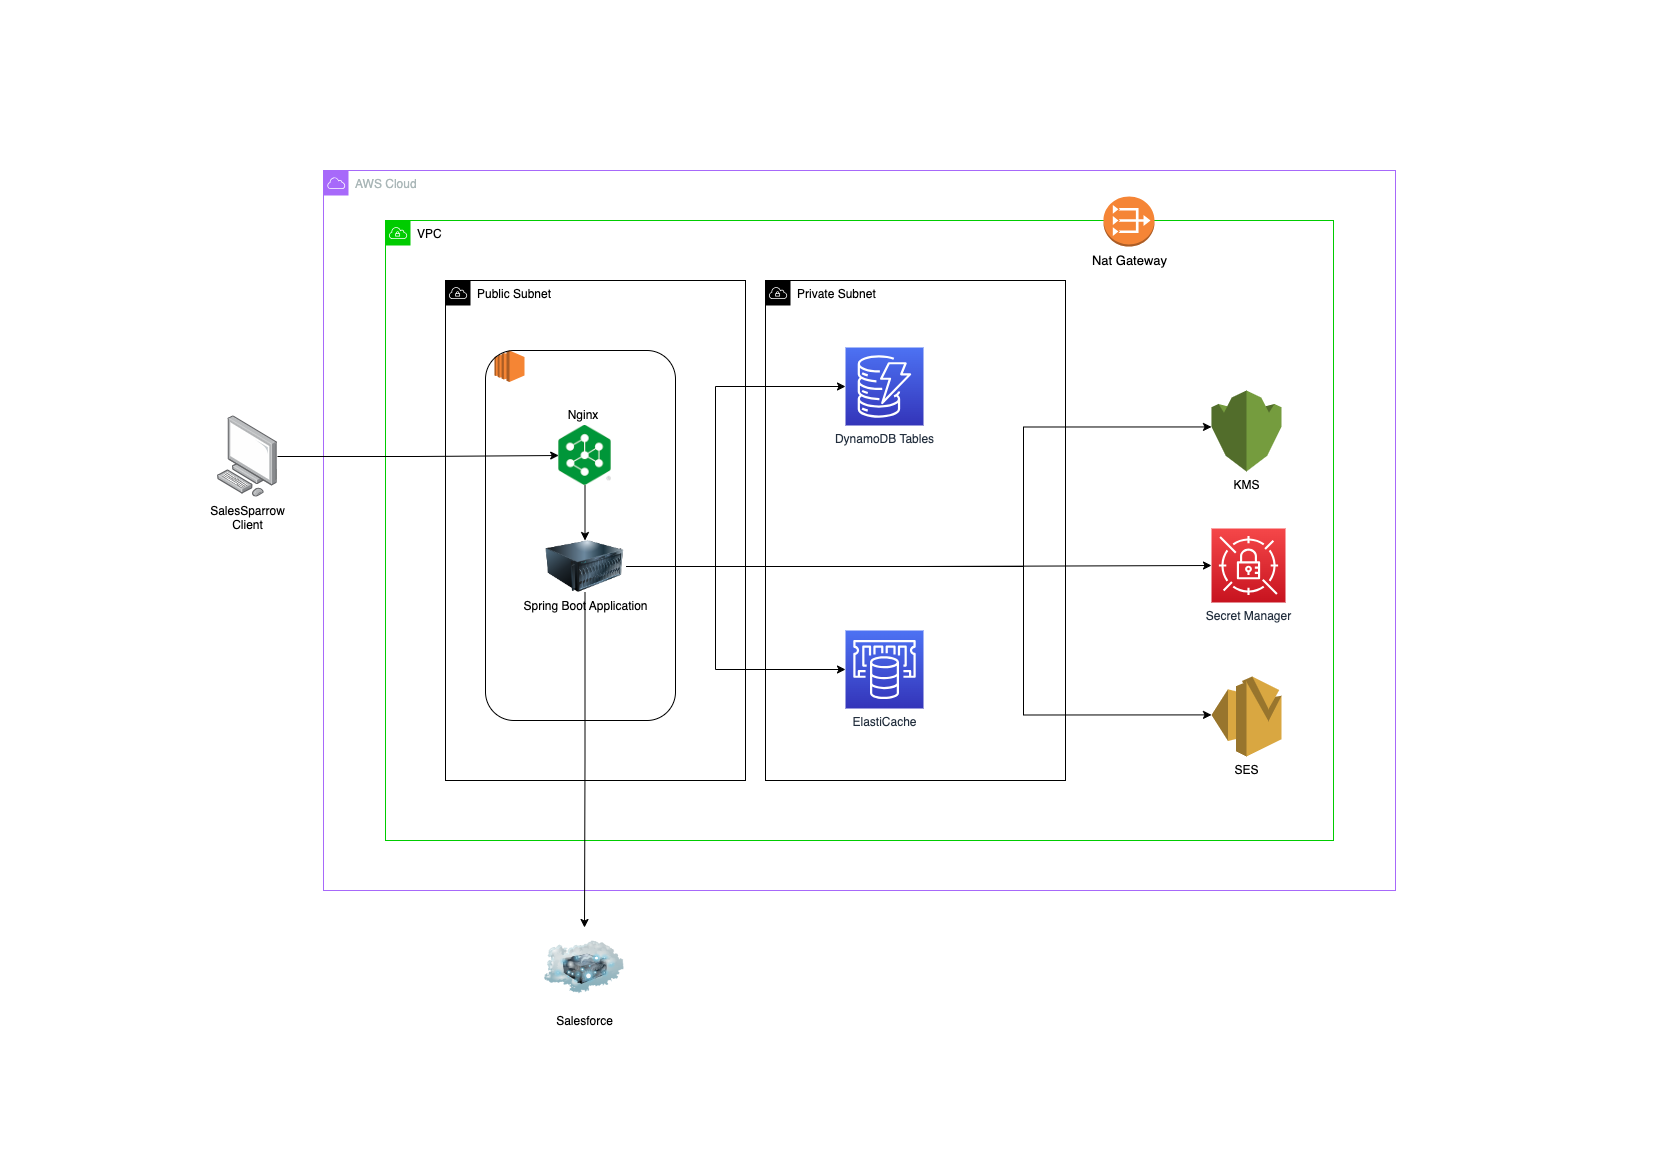 AWS Cloud
VPC
Nat Gateway
Public Subnet
Private Subnet
Nginx
DynamoDB Tables
KMS
SalesSparrow
Client
Spring Boot Application
Secret Manager
ElastiCache
SES
Salesforce